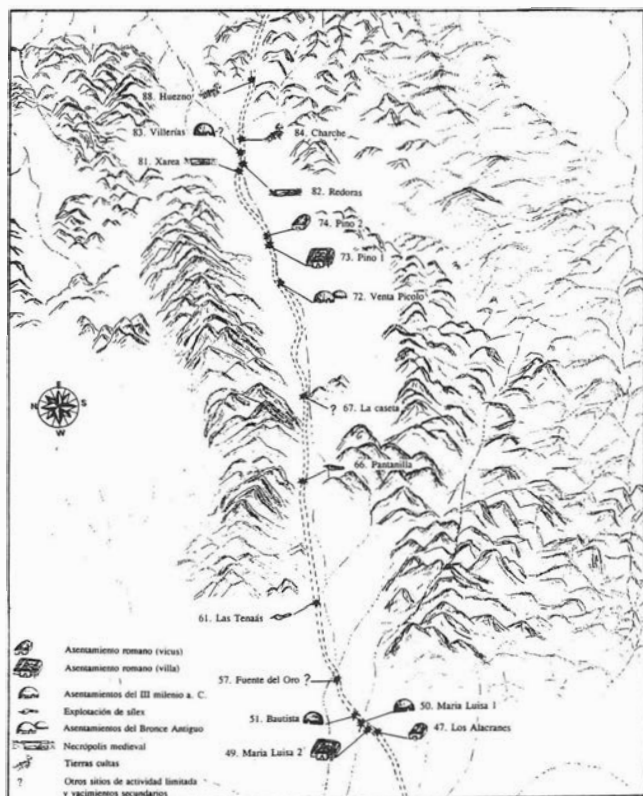 88. Huezno
83. Villerías ?
84. Charche
81. Xarea
82. Redoras
74. Pino 2
73. Pino 1
72. Venta Picolo
E
N S
W
? 67. La caseta
66. Pantanilla
61. Las Tenaás
57. Fuente del Oro ?
50. Maria Luisa 1
51. Bautista
47. Los Alacranes
49. Maria Luisa 2
Asentamiento romano (vicus)
Asentamiento romano (villa)
Asentamientos del III milenio a. C.
Explotación de sílex
Asentamientos del Bronce Antiguo
Necrópolis medieval
Tierras cultas
? Otros sitios de actividad limitada
y yacimientos secundarios